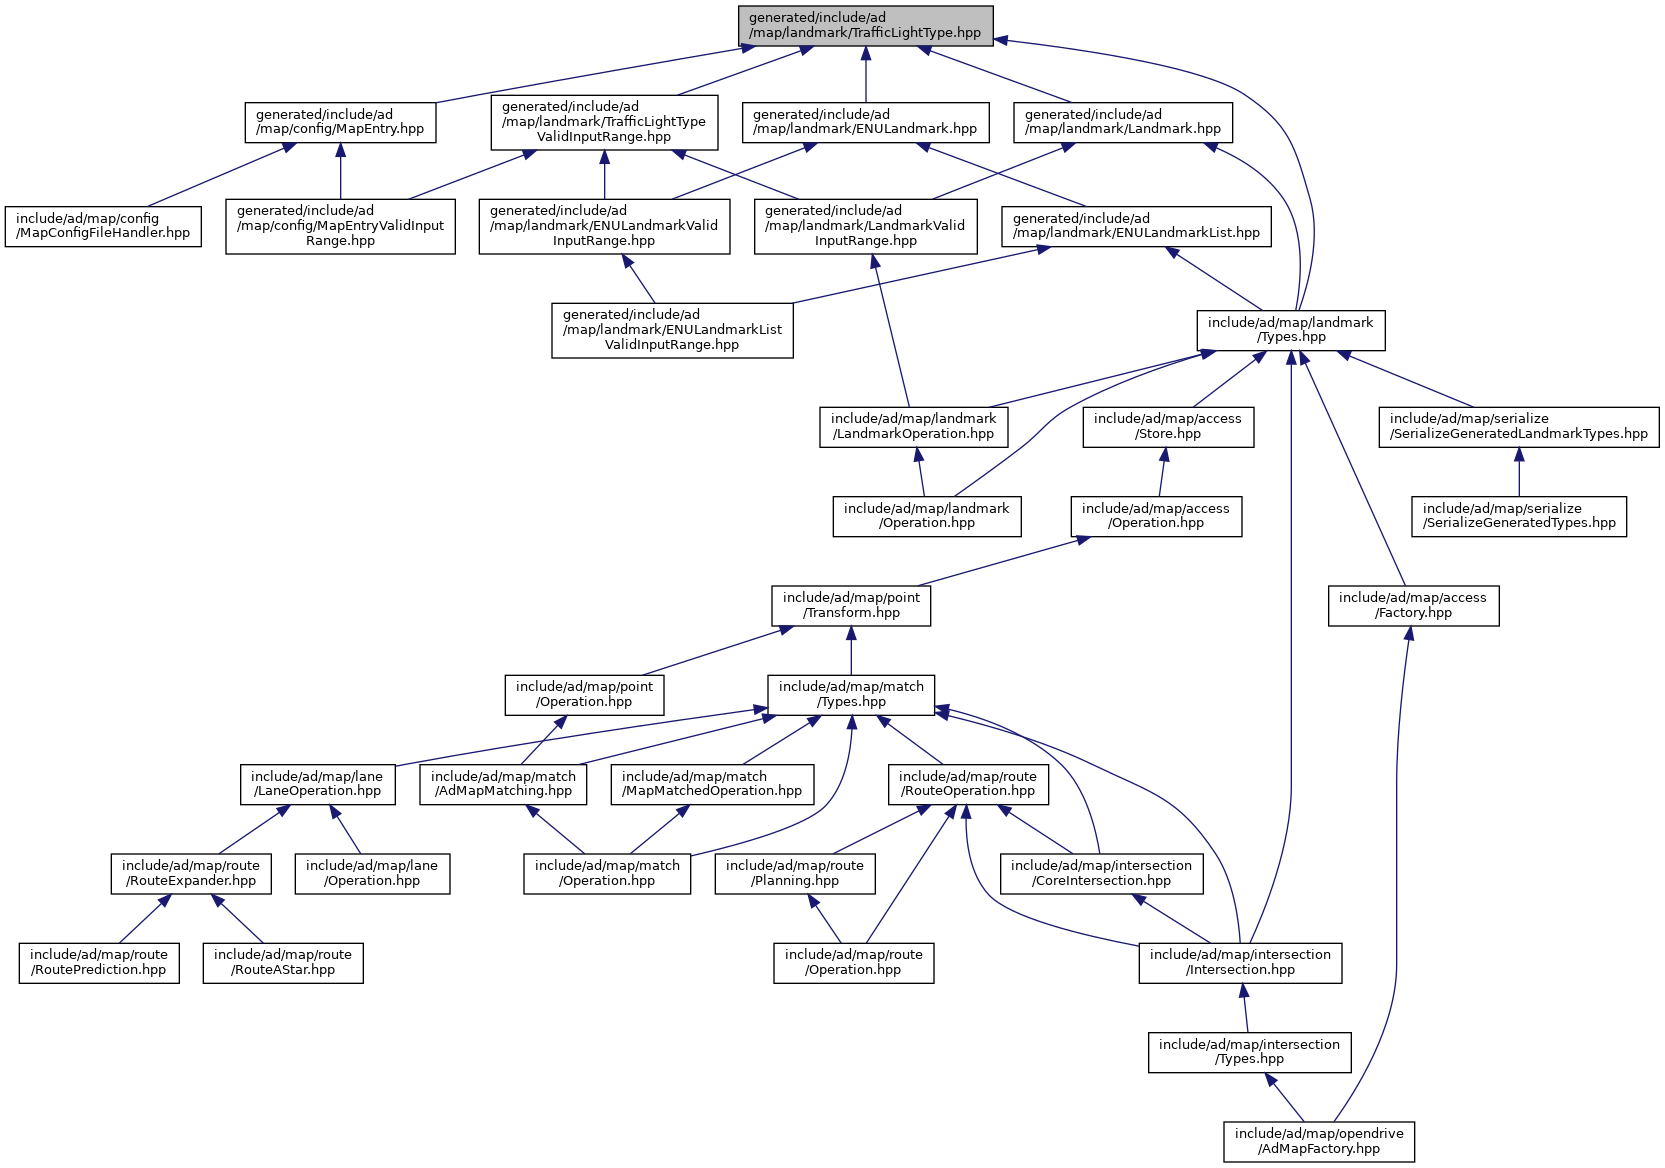 generated/include/ad
/map/landmark/TrafficLightType.hpp
generated/include/ad
/map/config/MapEntry.hpp
generated/include/ad
/map/landmark/TrafficLightType
ValidInputRange.hpp
generated/include/ad
/map/landmark/ENULandmark.hpp
generated/include/ad
/map/landmark/Landmark.hpp
include/ad/map/config
/MapConfigFileHandler.hpp
generated/include/ad
/map/config/MapEntryValidInput
Range.hpp
generated/include/ad
/map/landmark/ENULandmarkValid
InputRange.hpp
generated/include/ad
/map/landmark/LandmarkValid
InputRange.hpp
generated/include/ad
/map/landmark/ENULandmarkList.hpp
generated/include/ad
/map/landmark/ENULandmarkList
ValidInputRange.hpp
include/ad/map/landmark
/Types.hpp
include/ad/map/landmark
/LandmarkOperation.hpp
include/ad/map/access
/Store.hpp
include/ad/map/serialize
/SerializeGeneratedLandmarkTypes.hpp
include/ad/map/landmark
/Operation.hpp
include/ad/map/access
/Operation.hpp
include/ad/map/serialize
/SerializeGeneratedTypes.hpp
include/ad/map/point
/Transform.hpp
include/ad/map/access
/Factory.hpp
include/ad/map/point
/Operation.hpp
include/ad/map/match
/Types.hpp
include/ad/map/lane
/LaneOperation.hpp
include/ad/map/match
/AdMapMatching.hpp
include/ad/map/match
/MapMatchedOperation.hpp
include/ad/map/route
/RouteOperation.hpp
include/ad/map/route
/RouteExpander.hpp
include/ad/map/lane
/Operation.hpp
include/ad/map/match
/Operation.hpp
include/ad/map/route
/Planning.hpp
include/ad/map/intersection
/CoreIntersection.hpp
include/ad/map/route
/RoutePrediction.hpp
include/ad/map/route
/RouteAStar.hpp
include/ad/map/route
/Operation.hpp
include/ad/map/intersection
/Intersection.hpp
include/ad/map/intersection
/Types.hpp
include/ad/map/opendrive
/AdMapFactory.hpp